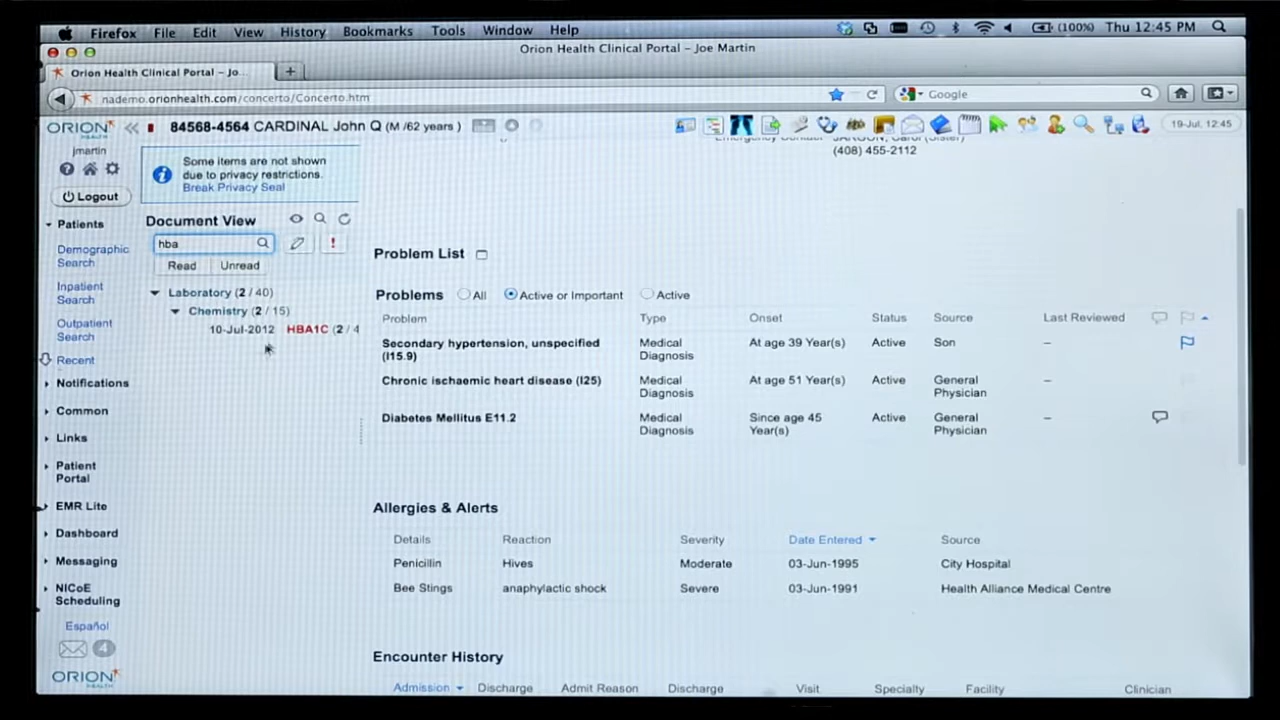 Firefox File Edit View History Bookmarks Tools Window Help (100%) Thu 12:45 PM
Orion Health Clinical Portal – Joe Martin
Orion Health Clinical Portal – Jo...
nademo.orionhealth.com/concerto/Concerto.htm
Google
ORION HEALTH
84568-4564 CARDINAL John Q (M /62 years )
19-Jul, 12:45
jmartin
Logout
Patients
Demographic
Search
Inpatient
Search
Outpatient
Search
Recent
Notifications
Common
Links
Patient
Portal
EMR Lite
Dashboard
Messaging
NICoE
Scheduling
Español
4
ORION HEALTH
Some items are not shown
due to privacy restrictions.
Break Privacy Seal
Document View
hba
Read Unread
Laboratory (2 / 40)
Chemistry (2 / 15)
10-Jul-2012 HBA1C (2 / 4
Emergency Contact
(408) 455-2112
Problem List
Problems All Active or Important Active
Problem Type Onset Status Source Last Reviewed
Secondary hypertension, unspecified
(I15.9)
Medical
Diagnosis
At age 39 Year(s) Active Son –
Chronic ischaemic heart disease (I25)
Medical
Diagnosis
At age 51 Year(s) Active
General
Physician
–
Diabetes Mellitus E11.2
Medical
Diagnosis
Since age 45
Year(s)
Active
General
Physician
–
Allergies & Alerts
Details Reaction Severity Date Entered Source
Penicillin Hives Moderate 03-Jun-1995 City Hospital
Bee Stings anaphylactic shock Severe 03-Jun-1991 Health Alliance Medical Centre
Encounter History
Admission Discharge Admit Reason Discharge Visit Specialty Facility Clinician